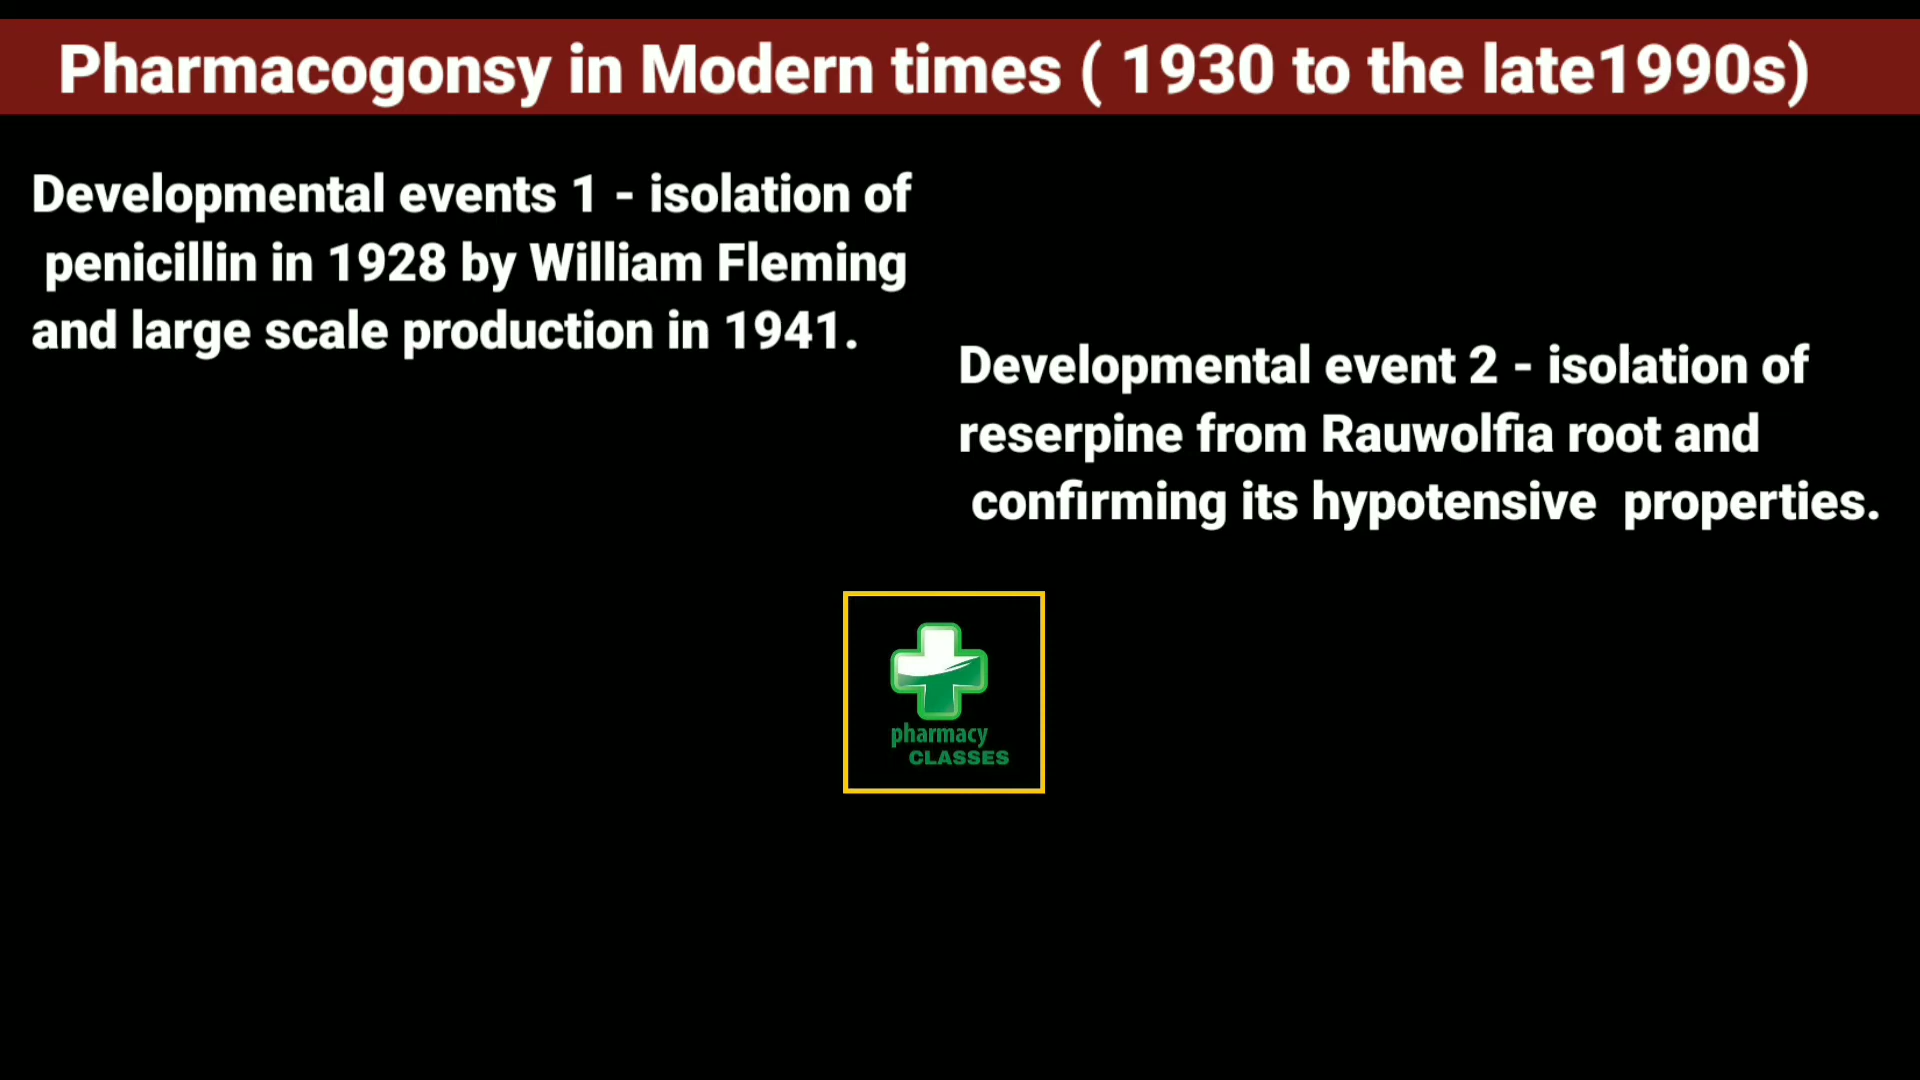 Pharmacogonsy in Modern times ( 1930 to the late1990s)
Developmental events 1 - isolation of
penicillin in 1928 by William Fleming
and large scale production in 1941.
Developmental event 2 - isolation of
reserpine from Rauwolfia root and
confirming its hypotensive properties.
pharmacy
CLASSES